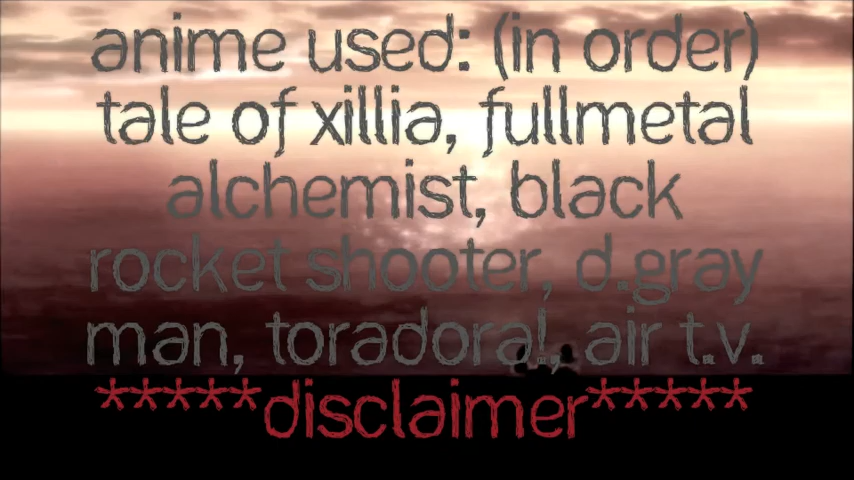 anime used: (in order)
tale of xillia, fullmetal
alchemist, black
rocket shooter, d.gray
man, toradora!, air t.v.
*****disclaimer*****